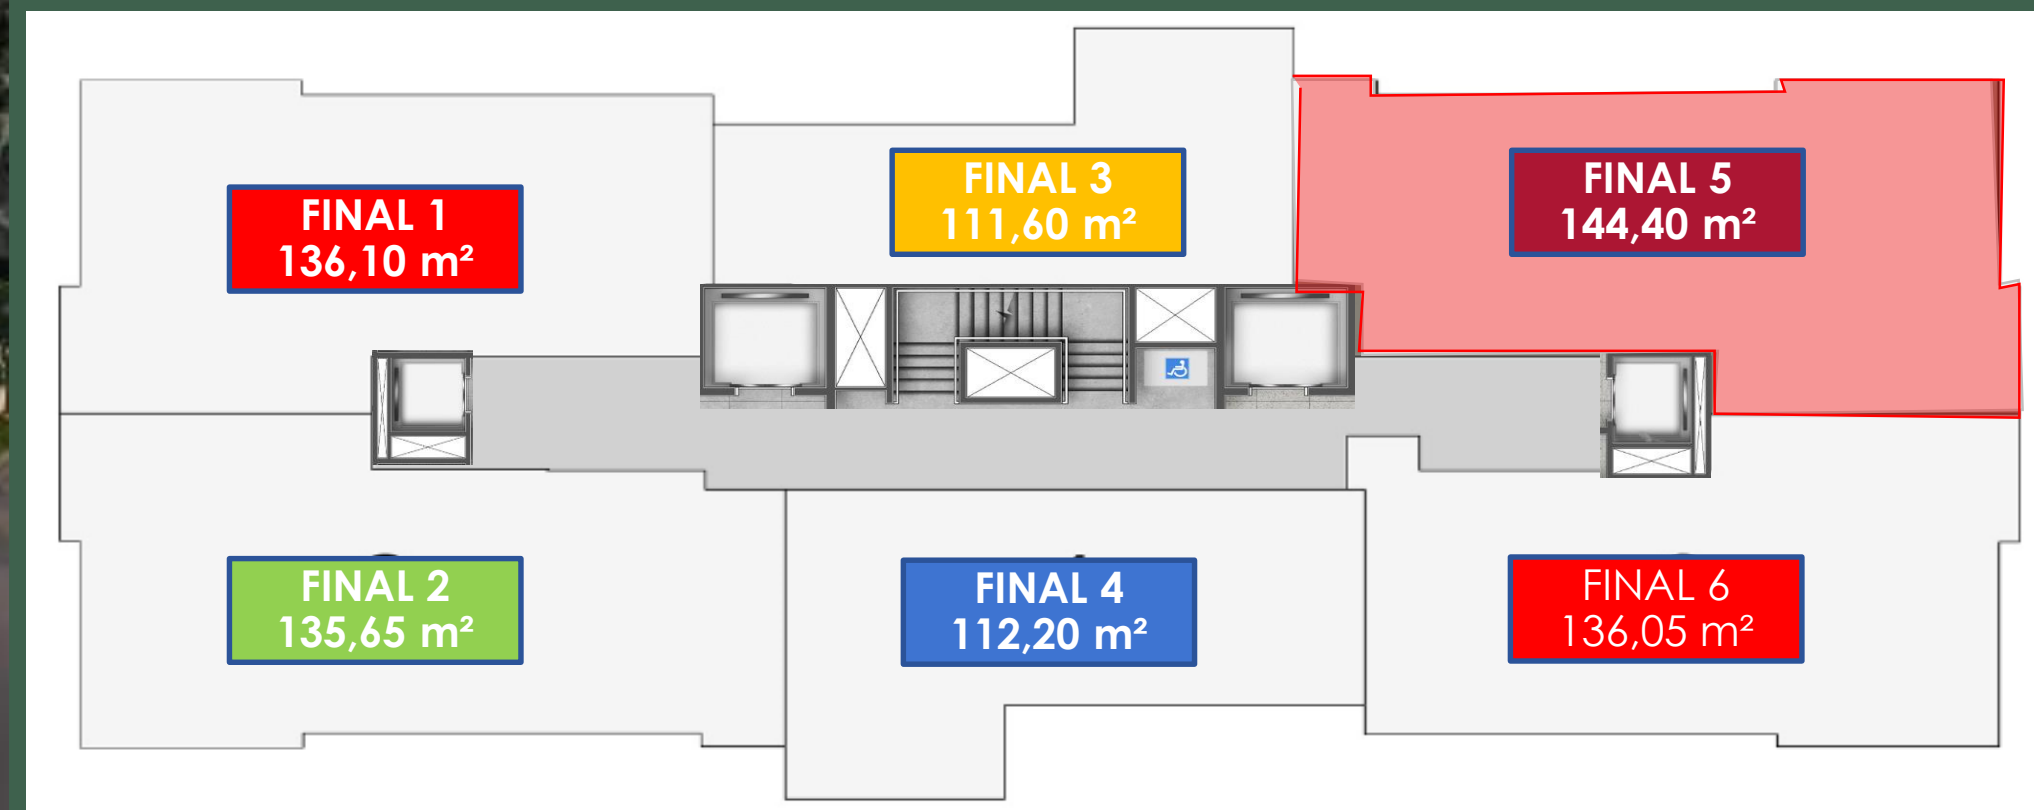 FINAL 1
136,10 m²
FINAL 3
111,60 m²
FINAL 5
144,40 m²
FINAL 2
135,65 m²
FINAL 4
112,20 m²
FINAL 6
136,05 m²